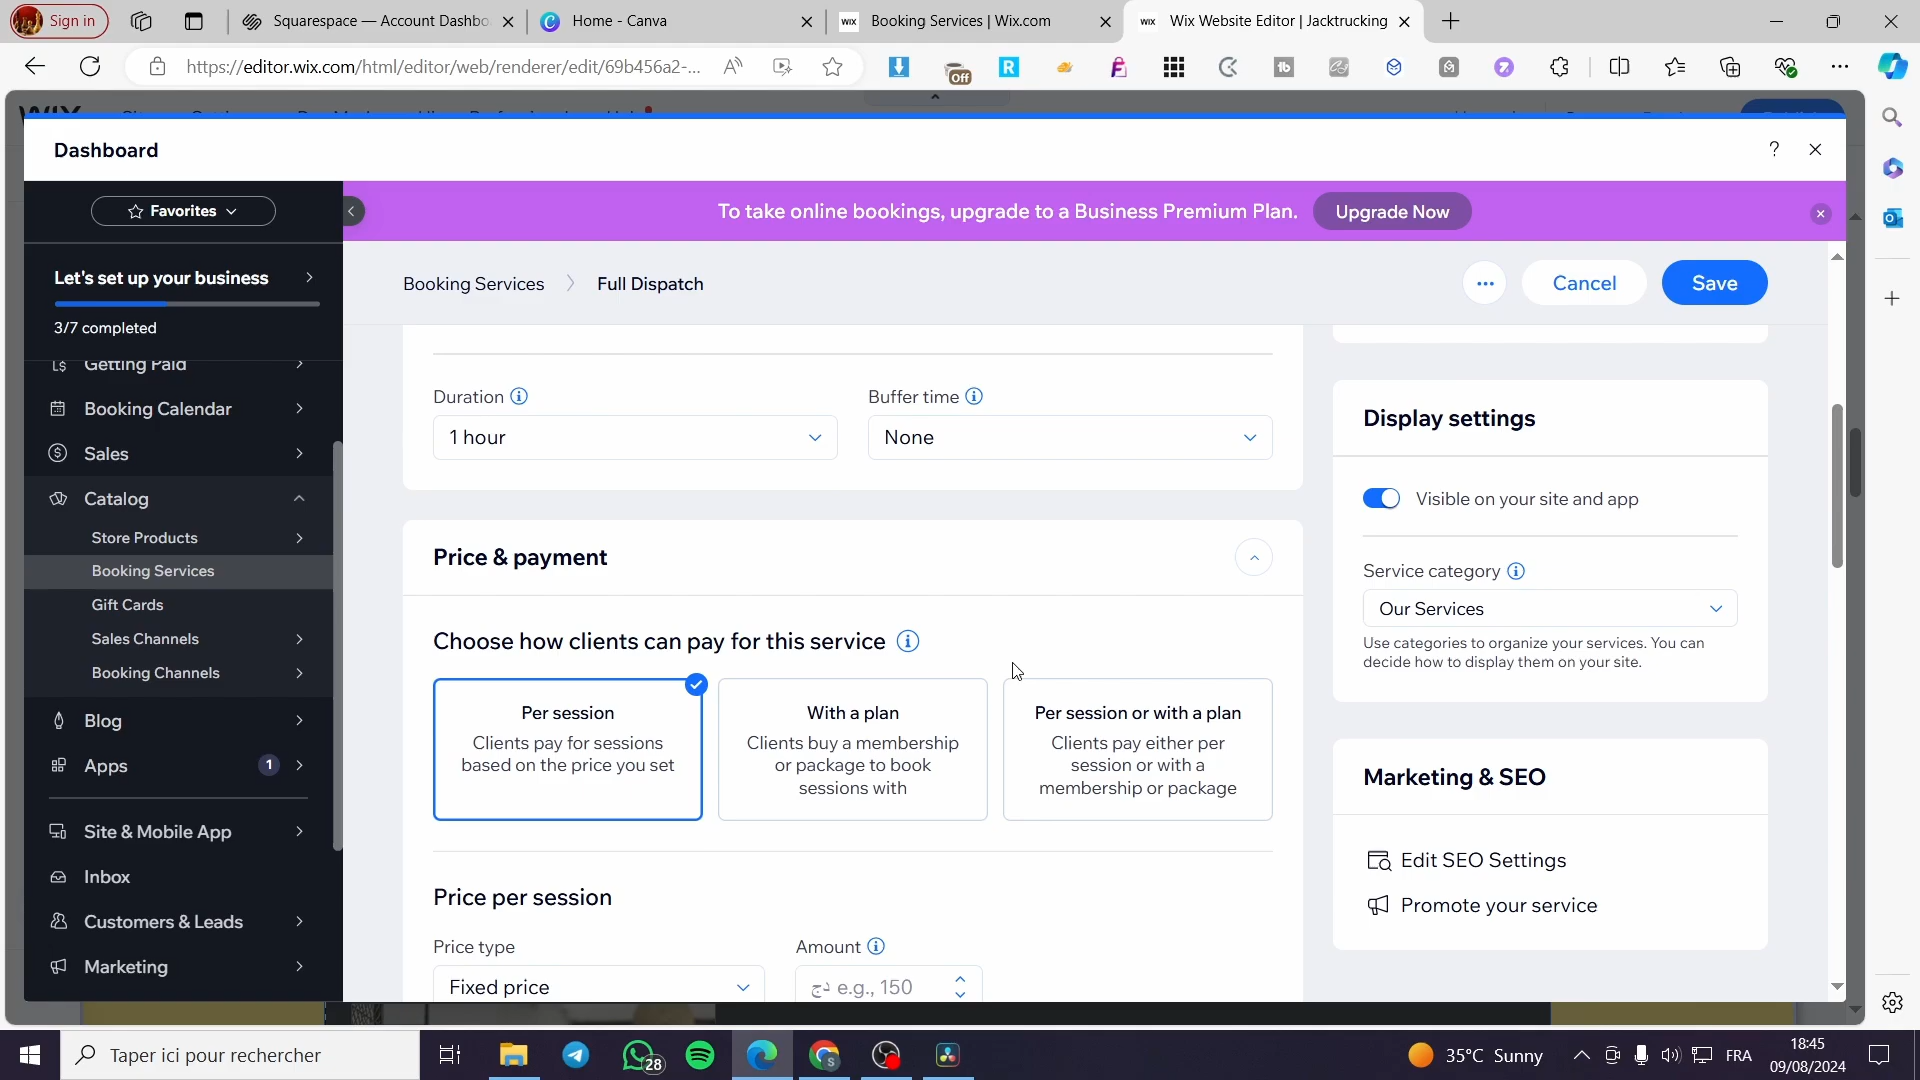 Sign in
Squarespace — Account Dashbo
Home - Canva
WIX
Booking Services | Wix.com
WIX
Wix Website Editor | Jacktrucking
https://editor.wix.com/html/editor/web/renderer/edit/69b456a2-...
Off
Dashboard
?
Favorites
To take online bookings, upgrade to a Business Premium Plan.
Upgrade Now
Let's set up your business
3/7 completed
Booking Services
Full Dispatch
Cancel
Save
Getting Paid
Booking Calendar
Sales
Catalog
Store Products
Booking Services
Gift Cards
Sales Channels
Booking Channels
Blog
Apps
1
Site & Mobile App
Inbox
Customers & Leads
Marketing
Duration
1 hour
Buffer time
None
Price & payment
Choose how clients can pay for this service
Per session
Clients pay for sessions
based on the price you set
With a plan
Clients buy a membership
or package to book
sessions with
Per session or with a plan
Clients pay either per
session or with a
membership or package
Price per session
Price type
Fixed price
Amount
دج e.g., 150
Display settings
Visible on your site and app
Service category
Our Services
Use categories to organize your services. You can
decide how to display them on your site.
Marketing & SEO
Edit SEO Settings
Promote your service
Taper ici pour rechercher
28
35°C Sunny
FRA
18:45
09/08/2024